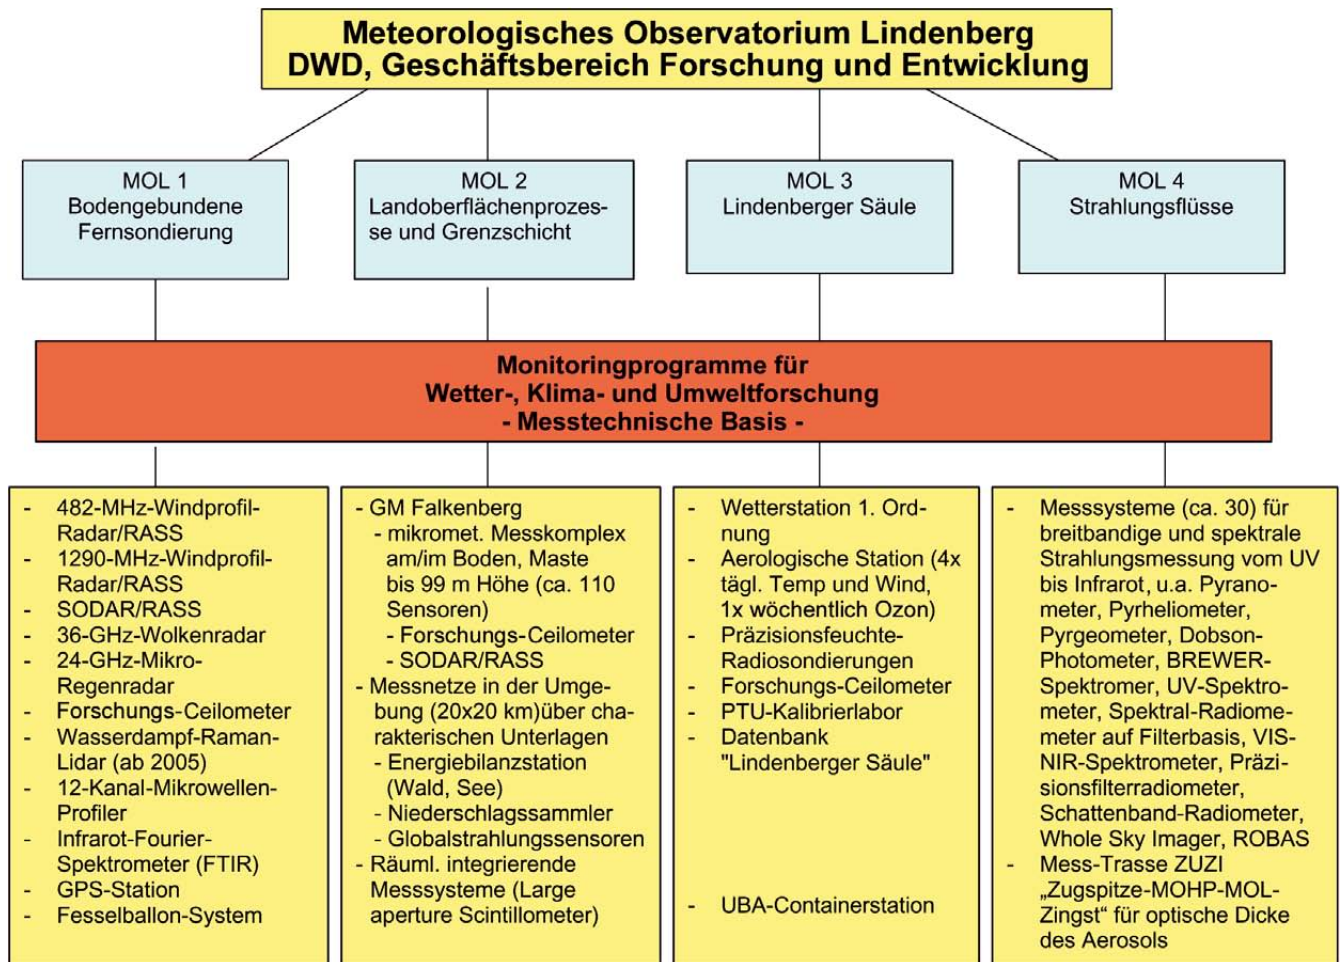 Meteorologisches Observatorium Lindenberg
DWD, Geschäftsbereich Forschung und Entwicklung
MOL 1
Bodengebundene
Fernsondierung
MOL 2
Landoberflächenprozes-
se und Grenzschicht
MOL 3
Lindenberger Säule
MOL 4
Strahlungsflüsse
Monitoringprogramme für
Wetter-, Klima- und Umweltforschung
- Messtechnische Basis -
- 482-MHz-Windprofil-
Radar/RASS
- 1290-MHz-Windprofil-
Radar/RASS
- SODAR/RASS
- 36-GHz-Wolkenradar
- 24-GHz-Mikro-
Regenradar
- Forschungs-Ceilometer
- Wasserdampf-Raman-
Lidar (ab 2005)
- 12-Kanal-Mikrowellen-
Profiler
- Infrarot-Fourier-
Spektrometer (FTIR)
- GPS-Station
- Fesselballon-System
- GM Falkenberg
- mikromet. Messkomplex
am/im Boden, Maste
bis 99 m Höhe (ca. 110
Sensoren)
- Forschungs-Ceilometer
- SODAR/RASS
- Messnetze in der Umge-
bung (20x20 km)über cha-
rakterischen Unterlagen
- Energiebilanzstation
(Wald, See)
- Niederschlagssammler
- Globalstrahlungssensoren
- Räuml. integrierende
Messsysteme (Large
aperture Scintillometer)
- Wetterstation 1. Ord-
nung
- Aerologische Station (4x
tägl. Temp und Wind,
1x wöchentlich Ozon)
- Präzisionsfeuchte-
Radiosondierungen
- Forschungs-Ceilometer
- PTU-Kalibrierlabor
- Datenbank
"Lindenberger Säule"
- UBA-Containerstation
- Messsysteme (ca. 30) für
breitbandige und spektrale
Strahlungsmessung vom UV
bis Infrarot, u.a. Pyrano-
meter, Pyrheliometer,
Pyrgeometer, Dobson-
Photometer, BREWER-
Spektromer, UV-Spektro-
meter, Spektral-Radiome-
meter auf Filterbasis, VIS-
NIR-Spektrometer, Präzi-
sionsfilterradiometer,
Schattenband-Radiometer,
Whole Sky Imager, ROBAS
- Mess-Trasse ZUZI
„Zugspitze-MOHP-MOL-
Zingst“ für optische Dicke
des Aerosols